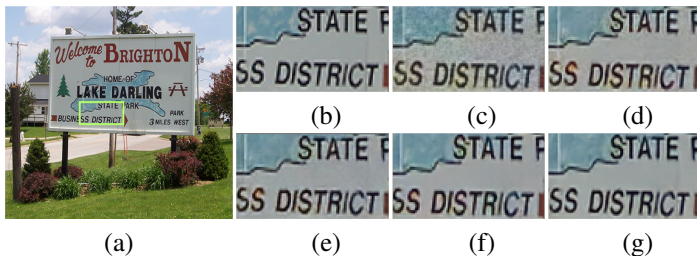 Welcome
to BRIGHTON
HOME OF
LAKE DARLING
STATE PARK
PARK
BUSINESS DISTRICT
3 MILES WEST
(a)
STATE P
SS DISTRICT
(b)
STATE P
SS DISTRICT
(c)
STATE P
SS DISTRICT
(d)
STATE P
SS DISTRICT
(e)
STATE P
SS DISTRICT
(f)
STATE P
SS DISTRICT
(g)